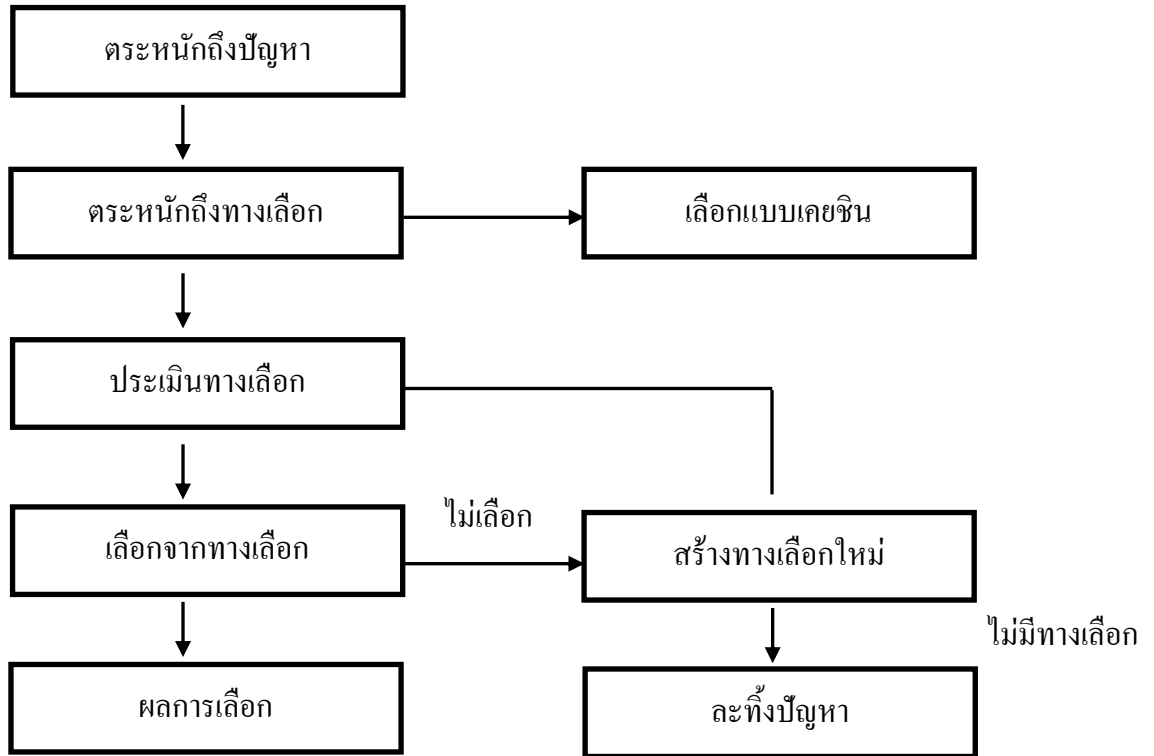 ตระหนักถึงปัญหา
ตระหนักถึงทางเลือก
เลือกแบบเคยชิน
ประเมินทางเลือก
ไม่เลือก
เลือกจากทางเลือก
สร้างทางเลือกใหม่
ไม่มีทางเลือก
ผลการเลือก
ละทิ้งปัญหา